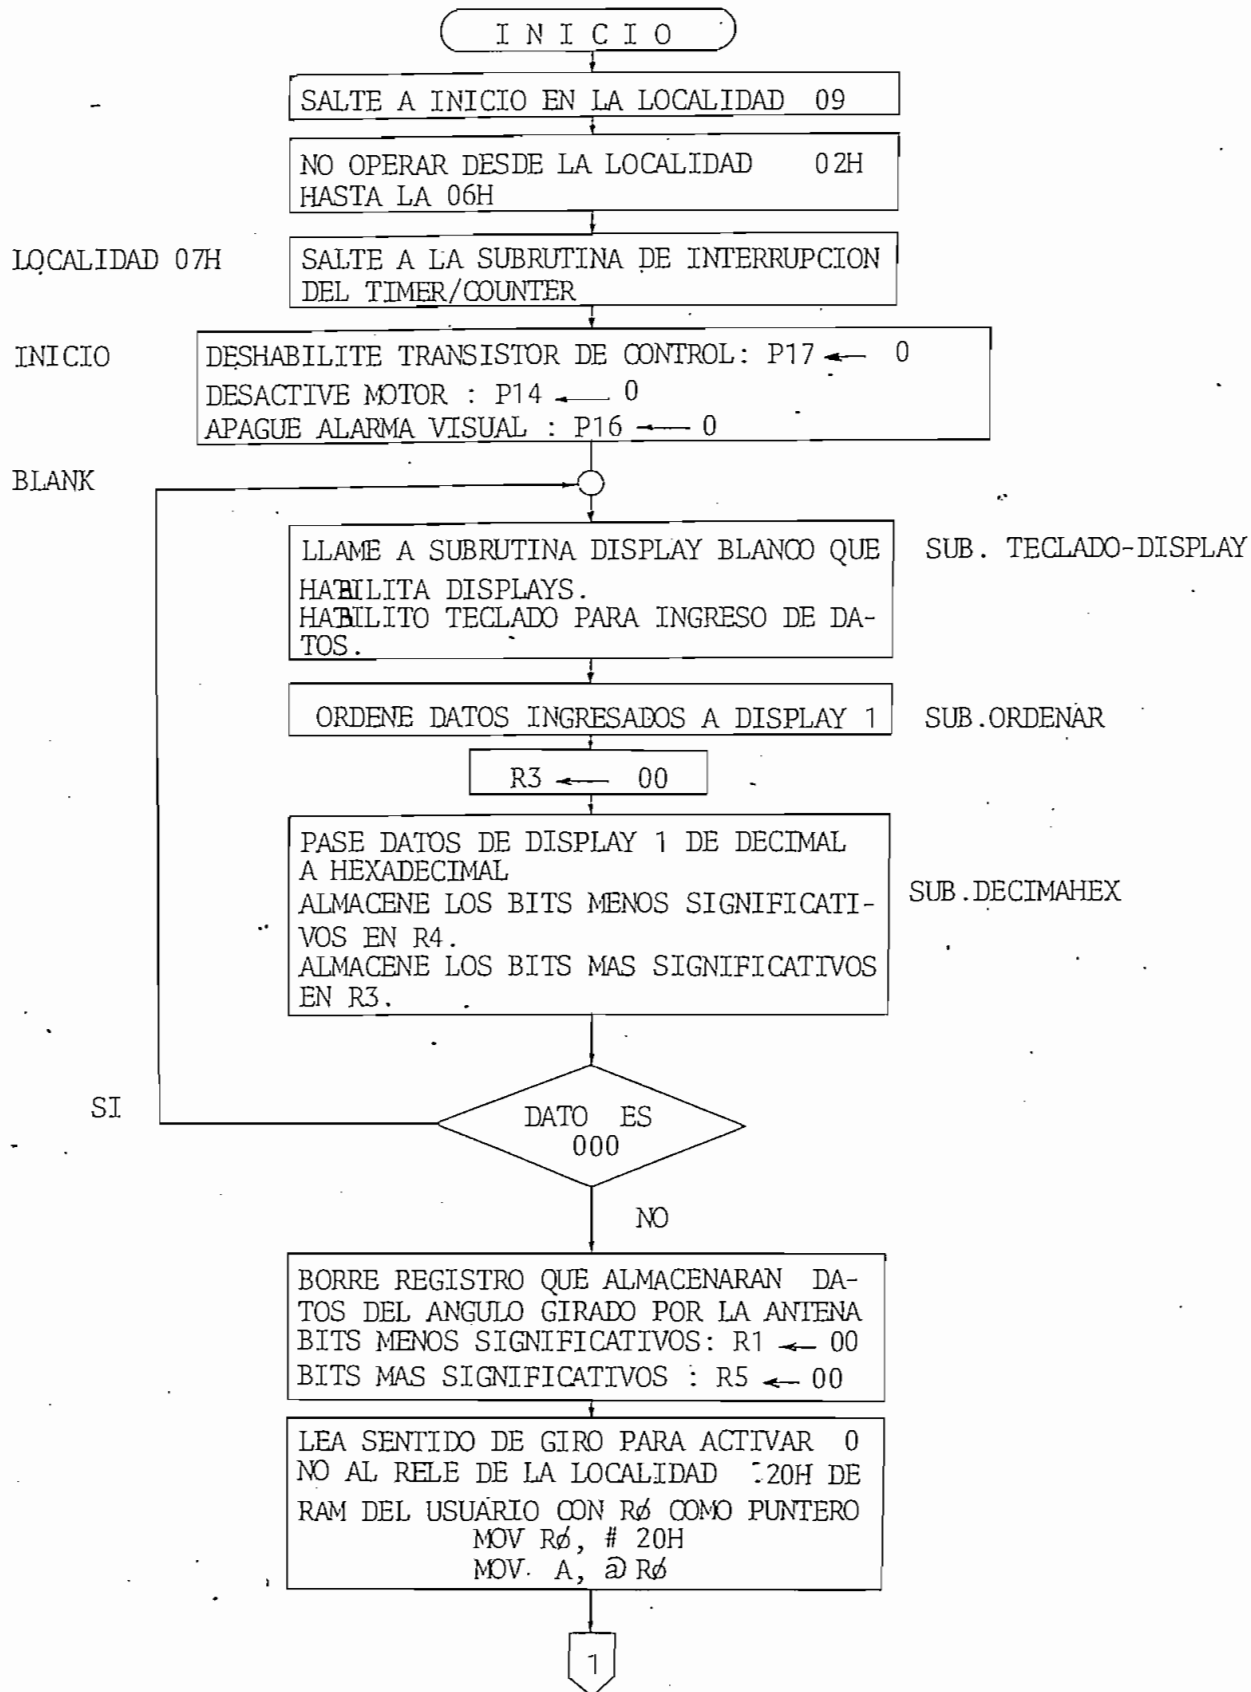 I N I C I O
SALTE A INICIO EN LA LOCALIDAD 09
NO OPERAR DESDE LA LOCALIDAD 02H
HASTA LA 06H
LOCALIDAD 07H
SALTE A LA SUBRUTINA DE INTERRUPCION
DEL TIMER/COUNTER
INICIO
DESHABILITE TRANSISTOR DE CONTROL: P17 ← 0
DESACTIVE MOTOR : P14 ← 0
APAGUE ALARMA VISUAL : P16 ← 0
BLANK
LLAME A SUBRUTINA DISPLAY BLANCO QUE
HABILITA DISPLAYS.
HABILITO TECLADO PARA INGRESO DE DA-
TOS.
SUB. TECLADO-DISPLAY
ORDENE DATOS INGRESADOS A DISPLAY 1
SUB.ORDENAR
R3 ← 00
PASE DATOS DE DISPLAY 1 DE DECIMAL
A HEXADECIMAL
ALMACENE LOS BITS MENOS SIGNIFICATI-
VOS EN R4.
ALMACENE LOS BITS MAS SIGNIFICATIVOS
EN R3.
SUB.DECIMAHEX
SI
DATO ES
000
NO
BORRE REGISTRO QUE ALMACENARAN DA-
TOS DEL ANGULO GIRADO POR LA ANTENA
BITS MENOS SIGNIFICATIVOS: R1 ← 00
BITS MAS SIGNIFICATIVOS : R5 ← 00
LEA SENTIDO DE GIRO PARA ACTIVAR 0
NO AL RELE DE LA LOCALIDAD :20H DE
RAM DEL USUARIO CON RØ COMO PUNTERO
MOV RØ, # 20H
MOV. A, @ RØ
1